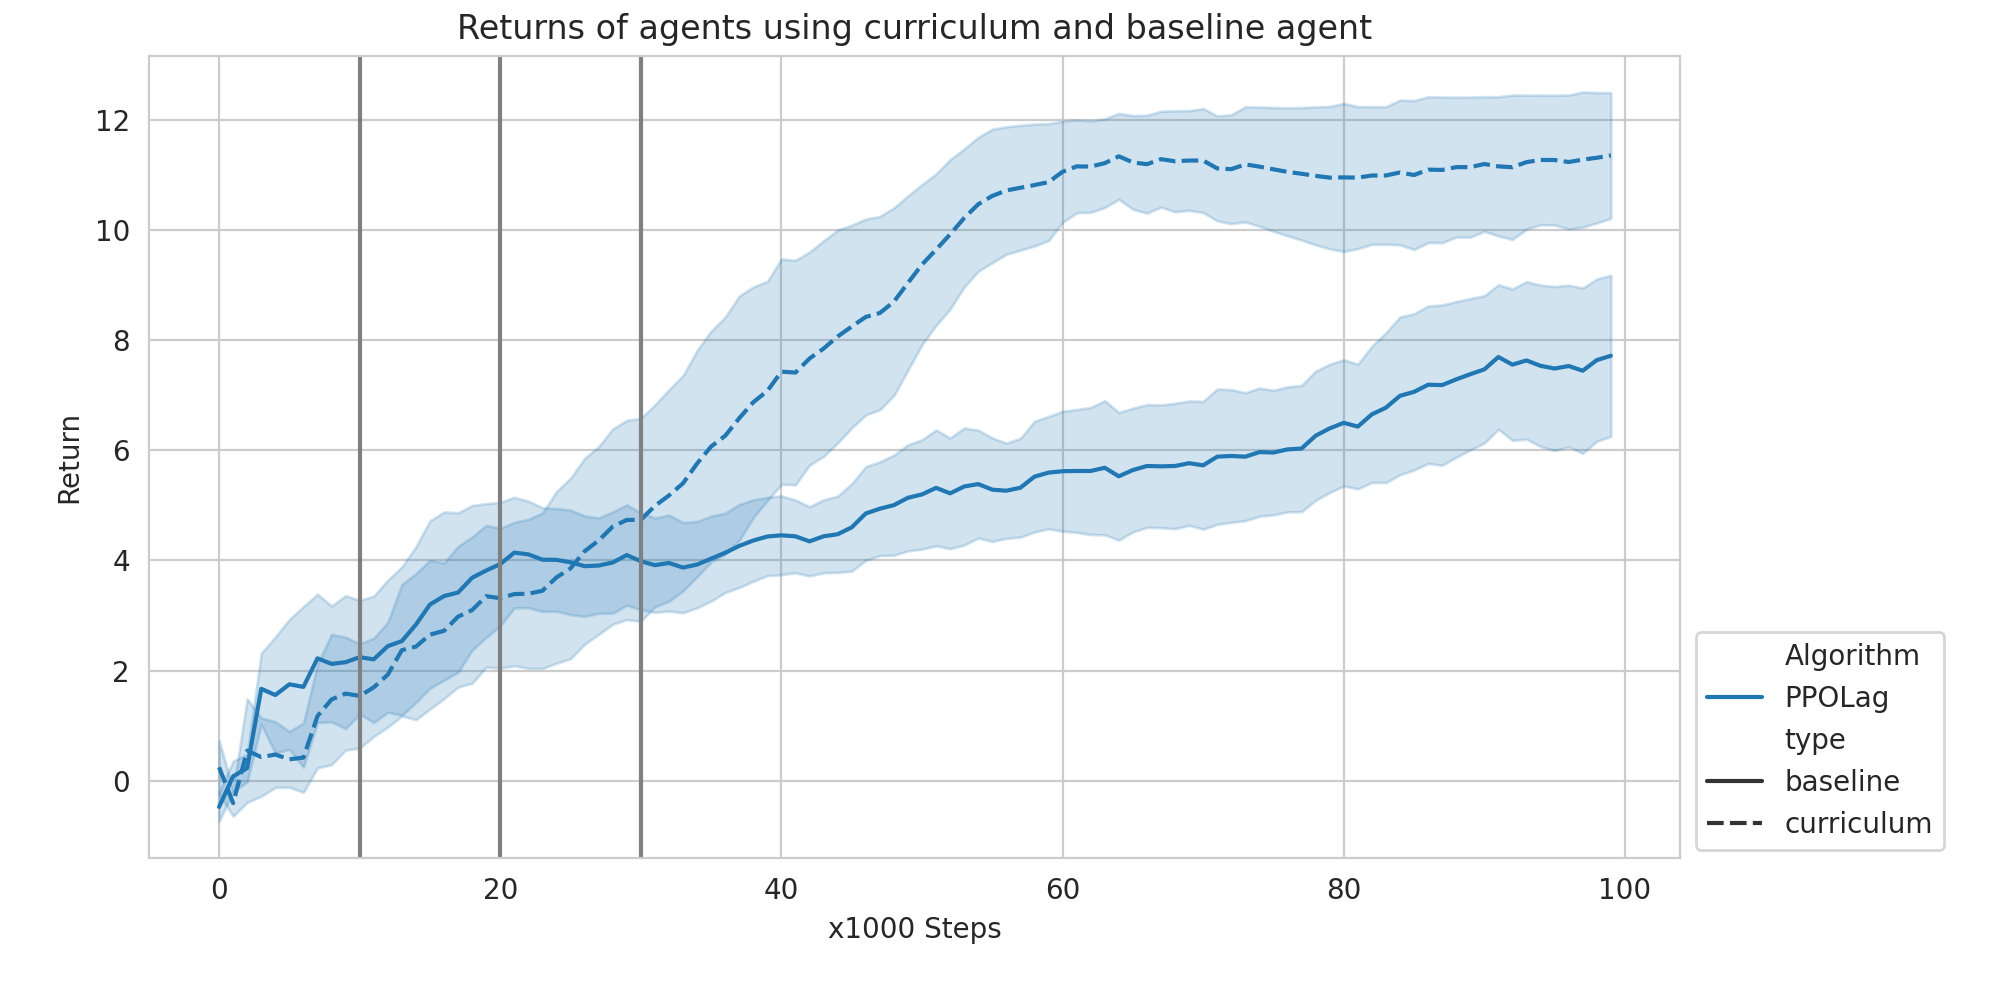 Returns of agents using curriculum and baseline agent
12
10
8
6
4
2
0
Return
0 20 40 60 80 100
x1000 Steps
Algorithm
PPOLag
type
baseline
curriculum